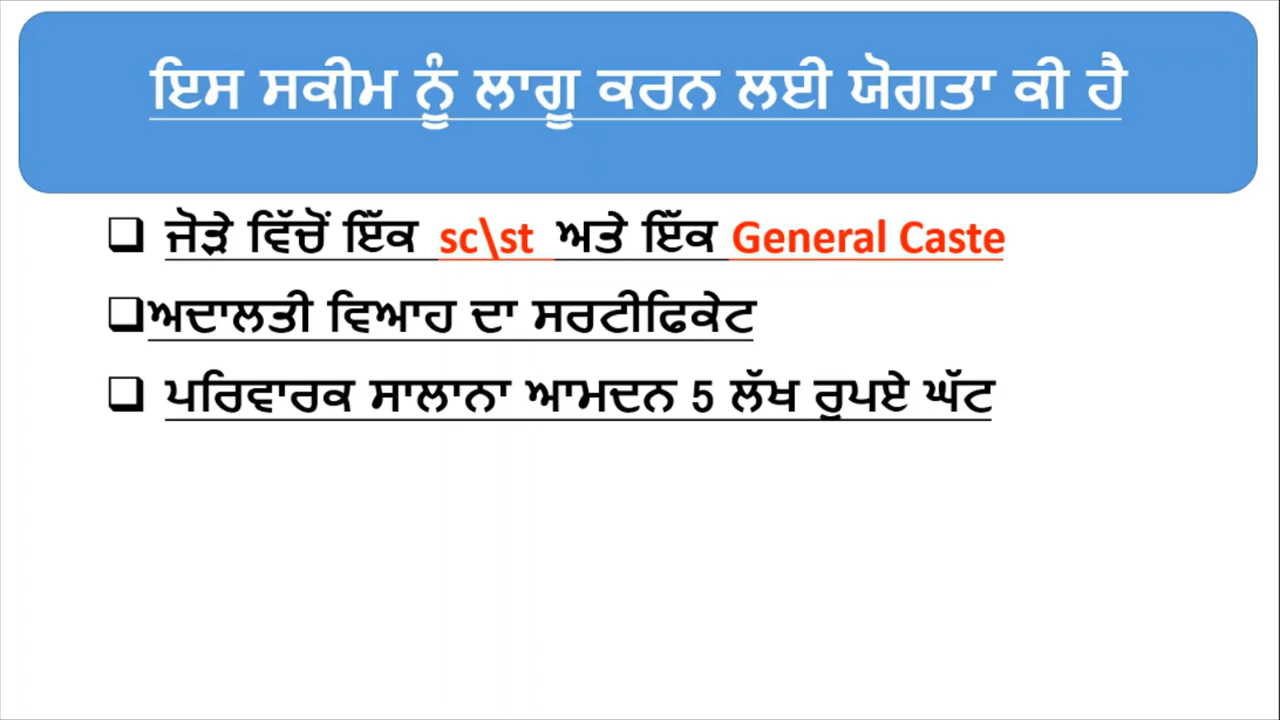 ਇਸ ਸਕੀਮ ਨੂੰ ਲਾਗੂ ਕਰਨ ਲਈ ਯੋਗਤਾ ਕੀ ਹੈ
ਜੋੜੇ ਵਿੱਚੋਂ ਇੱਕ sc\st ਅਤੇ ਇੱਕ General Caste
ਅਦਾਲਤੀ ਵਿਆਹ ਦਾ ਸਰਟੀਫਿਕੇਟ
ਪਰਿਵਾਰਕ ਸਾਲਾਨਾ ਆਮਦਨ 5 ਲੱਖ ਰੁਪਏ ਘੱਟ